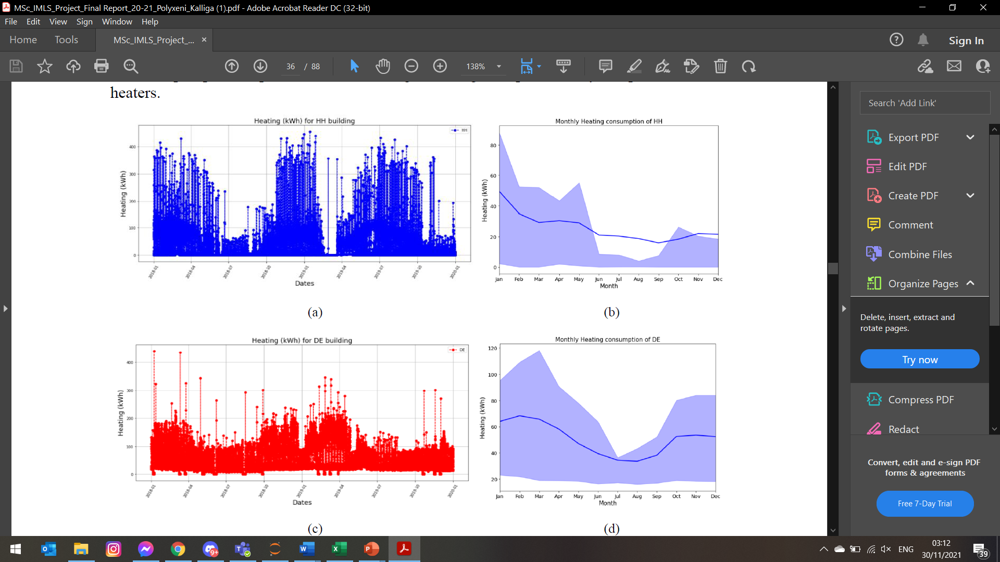 MSc_IMLS_Project_Final Report_20-21_Polyxeni_Kalliga (1).pdf - Adobe Acrobat Reader DC (32-bit)
File Edit View Sign Window Help
Home Tools MSc_IMLS_Project_... ×
Sign In
36 / 88
138%
heaters.
Heating (kWh) for HH building
HH
400
300
200
100
0
Heating (kWh)
2018-01 2018-04 2018-07 2018-10 2019-01 2019-04 2019-07 2019-10 2020-01
Dates
(a)
Monthly Heating consumption of HH
80
60
40
20
0
Heating (kWh)
Jan Feb Mar Apr May Jun Jul Aug Sep Oct Nov Dec
Month
(b)
Heating (kWh) for DE building
DE
400
300
200
100
0
Heating (kWh)
2018-01 2018-04 2018-07 2018-10 2019-01 2019-04 2019-07 2019-10 2020-01
Dates
(c)
Monthly Heating consumption of DE
120
100
80
60
40
20
Heating (kWh)
Jan Feb Mar Apr May Jun Jul Aug Sep Oct Nov Dec
Month
(d)
Search 'Add Link'
Export PDF
Edit PDF
Create PDF
Comment
Combine Files
Organize Pages
Delete, insert, extract and
rotate pages.
Try now
Compress PDF
Redact
Convert, edit and e-sign PDF
forms & agreements
Free 7-Day Trial
9+
ENG
03:12
30/11/2021
39